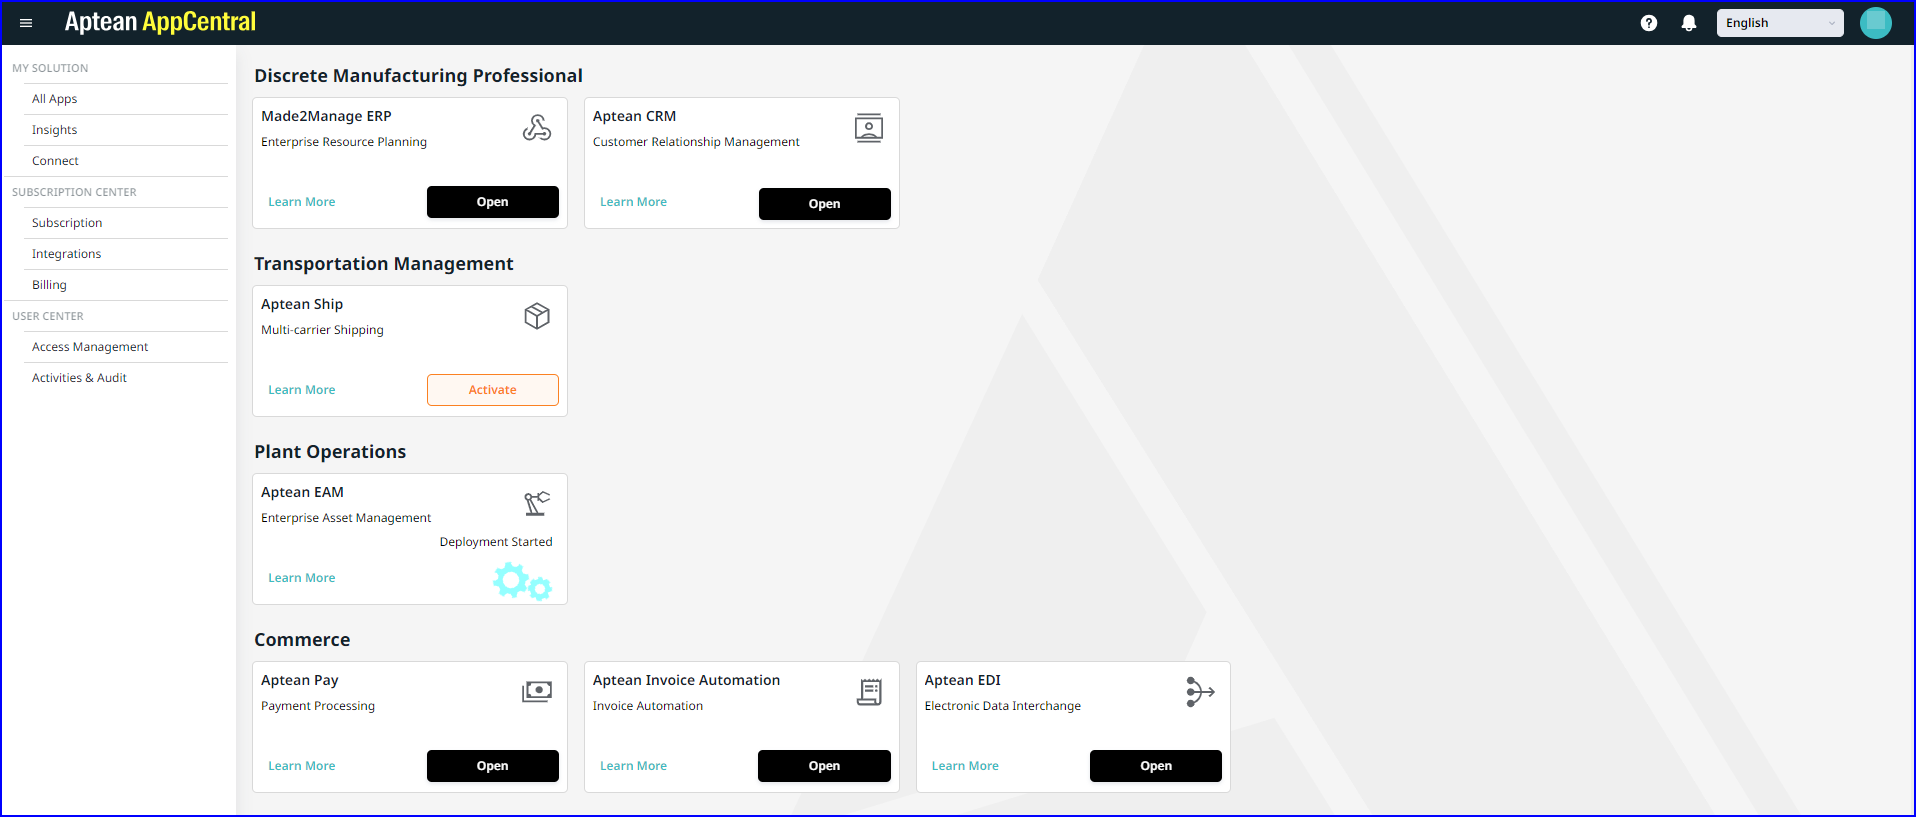 Aptean AppCentral
English
MY SOLUTION
All Apps
Insights
Connect
SUBSCRIPTION CENTER
Subscription
Integrations
Billing
USER CENTER
Access Management
Activities & Audit
Discrete Manufacturing Professional
Made2Manage ERP
Enterprise Resource Planning
Learn More
Open
Aptean CRM
Customer Relationship Management
Learn More
Open
Transportation Management
Aptean Ship
Multi-carrier Shipping
Learn More
Activate
Plant Operations
Aptean EAM
Enterprise Asset Management
Deployment Started
Learn More
Commerce
Aptean Pay
Payment Processing
Learn More
Open
Aptean Invoice Automation
Invoice Automation
Learn More
Open
Aptean EDI
Electronic Data Interchange
Learn More
Open